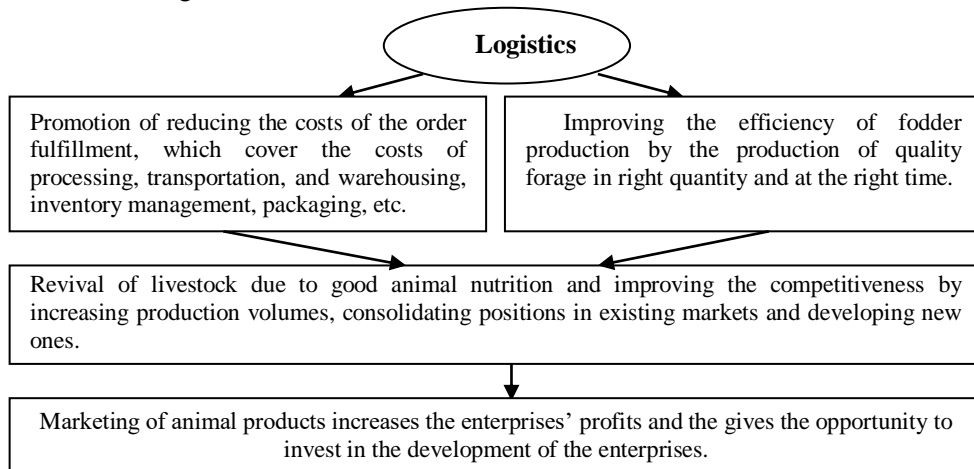 Logistics
Promotion of reducing the costs of the order
fulfillment, which cover the costs of
processing, transportation, and warehousing,
inventory management, packaging, etc.
Improving the efficiency of fodder
production by the production of quality
forage in right quantity and at the right time.
Revival of livestock due to good animal nutrition and improving the competitiveness by
increasing production volumes, consolidating positions in existing markets and developing new
ones.
Marketing of animal products increases the enterprises’ profits and the gives the opportunity to
invest in the development of the enterprises.